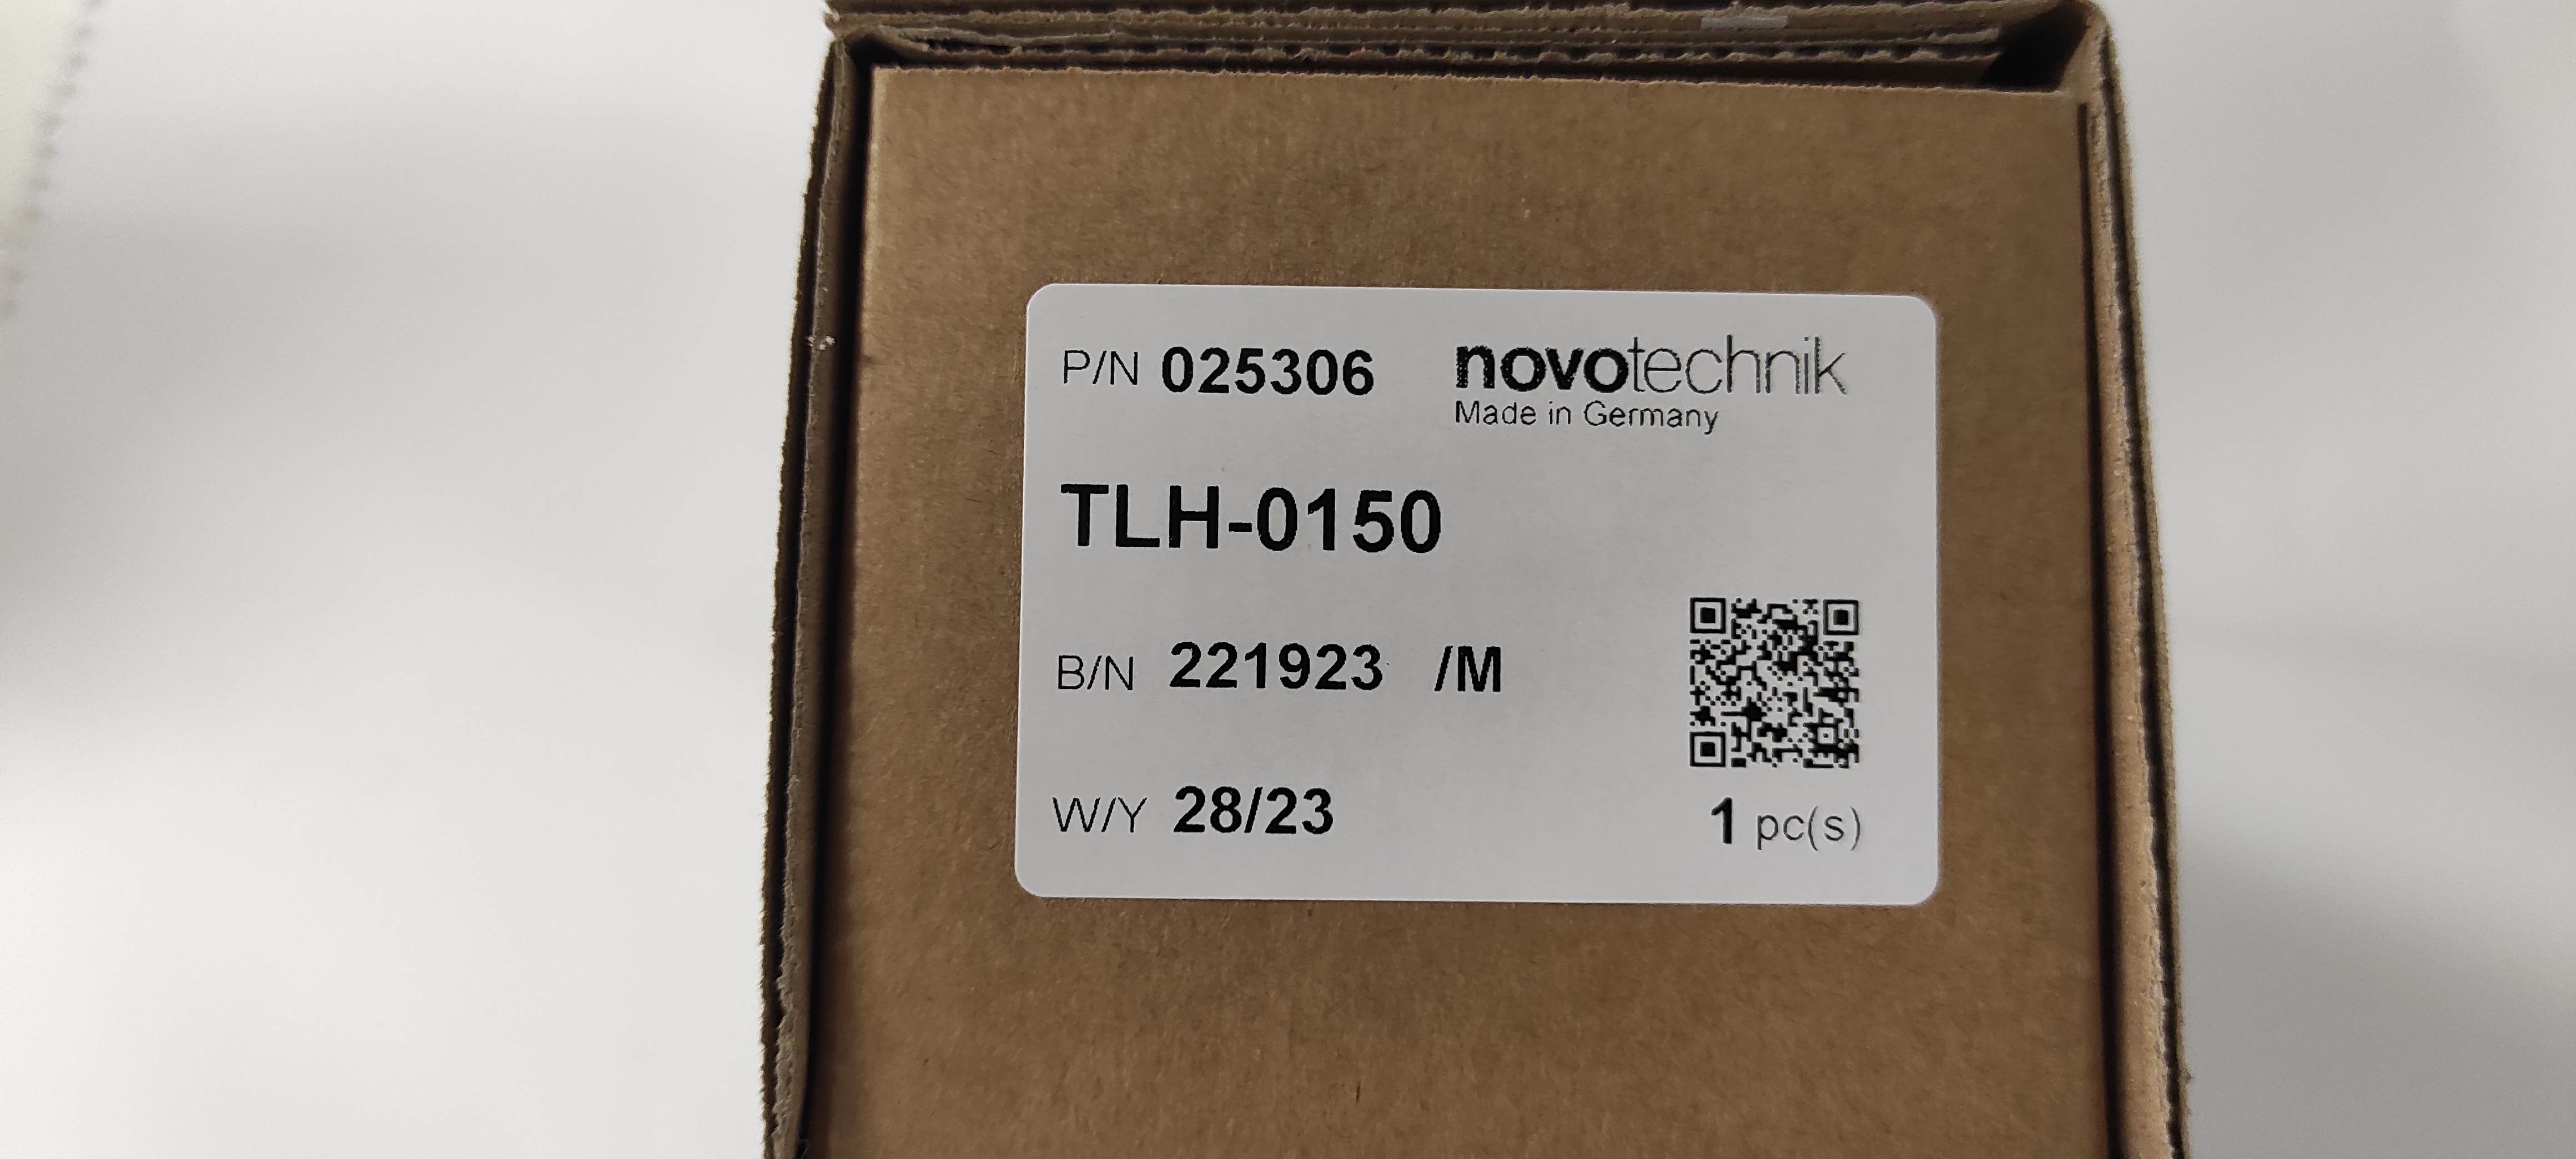 P/N 025306 novotechnik
Made in Germany
TLH-0150
B/N 221923 /M
W/Y 28/23
1 pc(s)